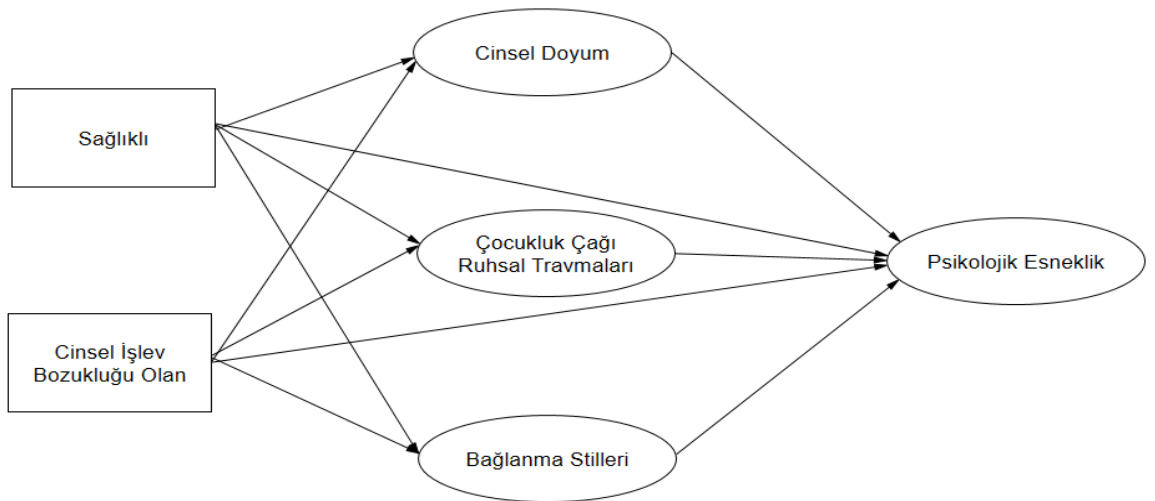 Cinsel Doyum
Sağlıklı
Çocukluk Çağı
Ruhsal Travmaları
Psikolojik Esneklik
Cinsel İşlev
Bozukluğu Olan
Bağlanma Stilleri